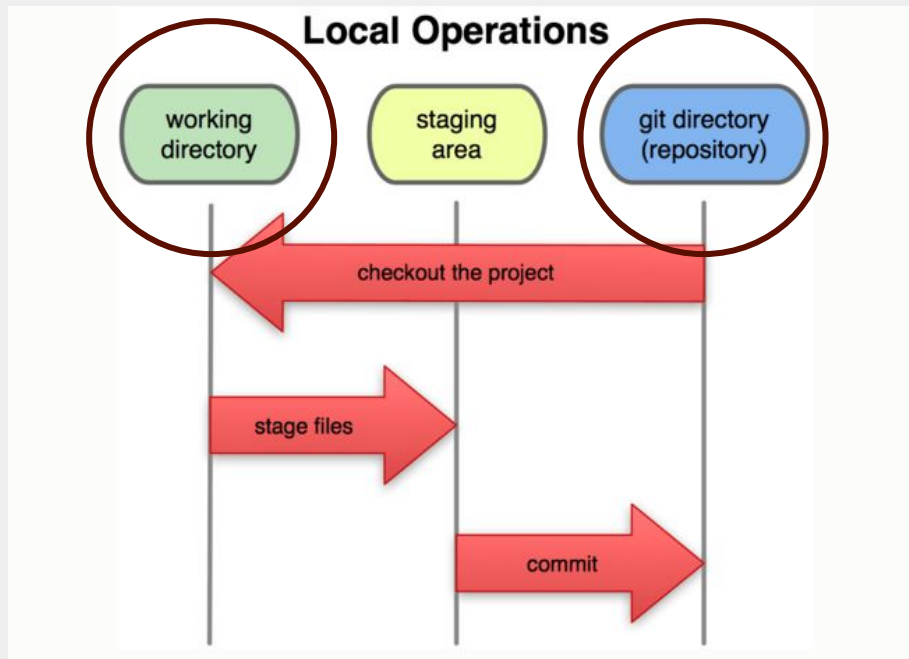 Local Operations
working
directory
staging
area
git directory
(repository)
checkout the project
stage files
commit